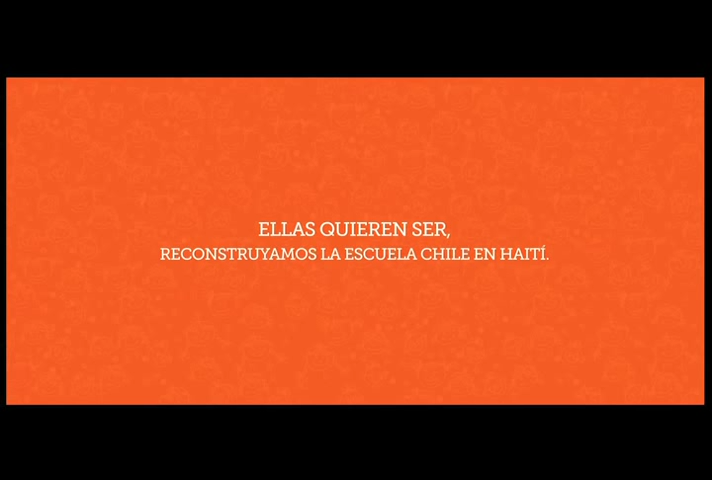 ELLAS QUIEREN SER,
RECONSTRUYAMOS LA ESCUELA CHILE EN HAITÍ.